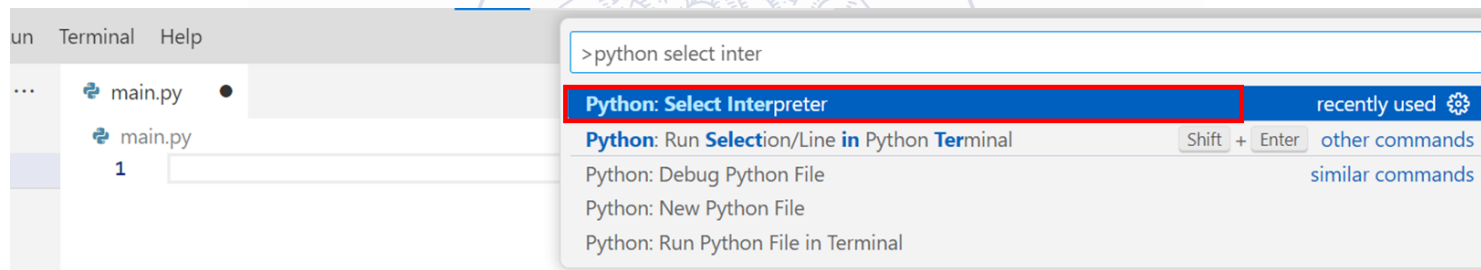 un Terminal Help
>python select inter
... main.py
Python: Select Interpreter recently used
main.py
Python: Run Selection/Line in Python Terminal Shift + Enter other commands
1
Python: Debug Python File similar commands
Python: New Python File
Python: Run Python File in Terminal